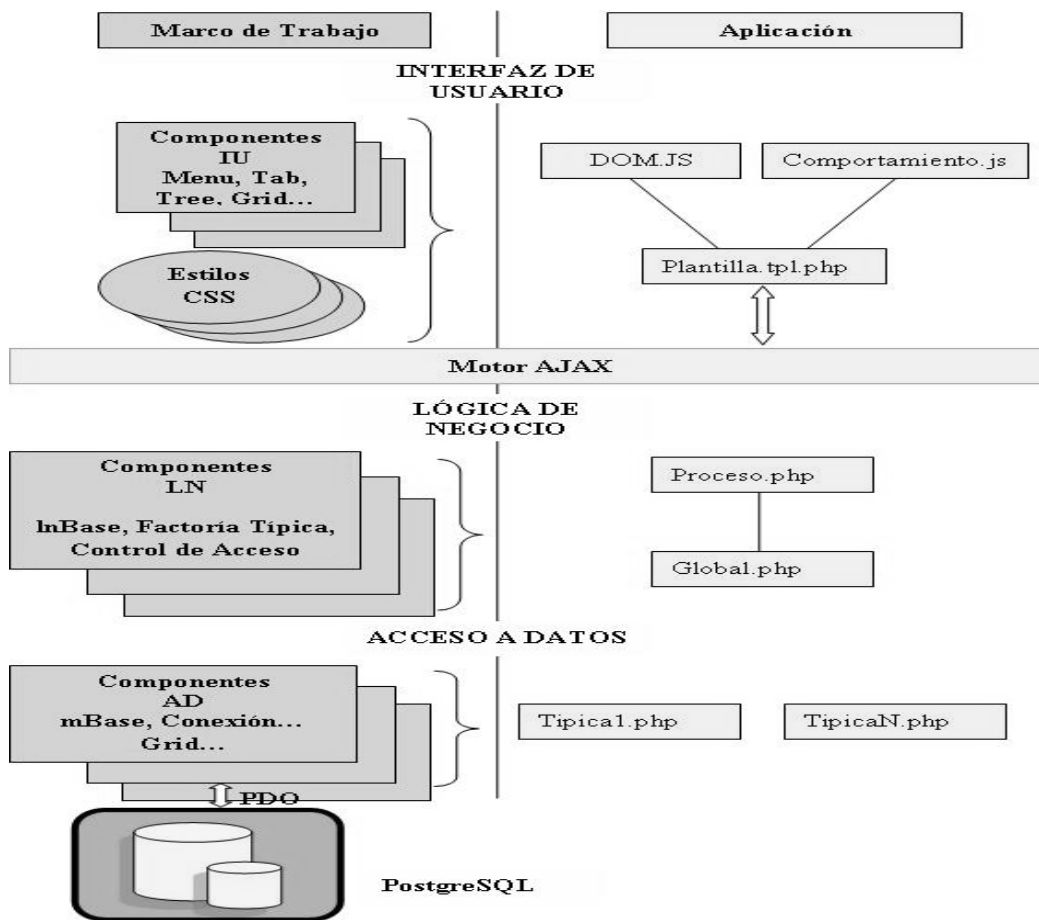 Marco de Trabajo
Aplicación
INTERFAZ DE
USUARIO
Componentes
IU
Menu, Tab,
Tree, Grid...
DOM.JS
Comportamiento.js
Plantilla.tpl.php
Estilos
CSS
Motor AJAX
LÓGICA DE
NEGOCIO
Componentes
LN
lnBase, Factoría Típica,
Control de Acceso
Proceso.php
Global.php
ACCESO A DATOS
Componentes
AD
mBase, Conexión...
Grid...
Tipica1.php
TipicaN.php
PDO
PostgreSQL